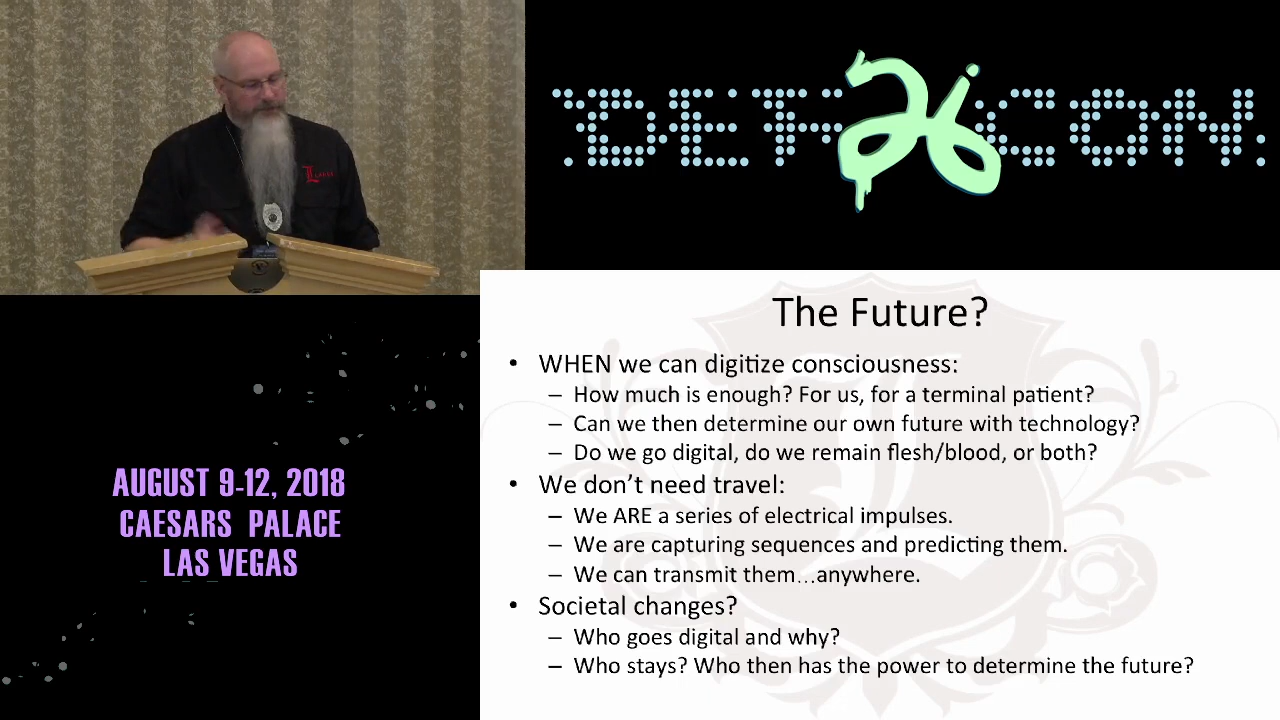 DEF CON
26
AUGUST 9-12, 2018
CAESARS PALACE
LAS VEGAS
The Future?
• WHEN we can digitize consciousness:
– How much is enough? For us, for a terminal patient?
– Can we then determine our own future with technology?
– Do we go digital, do we remain flesh/blood, or both?
• We don’t need travel:
– We ARE a series of electrical impulses.
– We are capturing sequences and predicting them.
– We can transmit them…anywhere.
• Societal changes?
– Who goes digital and why?
– Who stays? Who then has the power to determine the future?